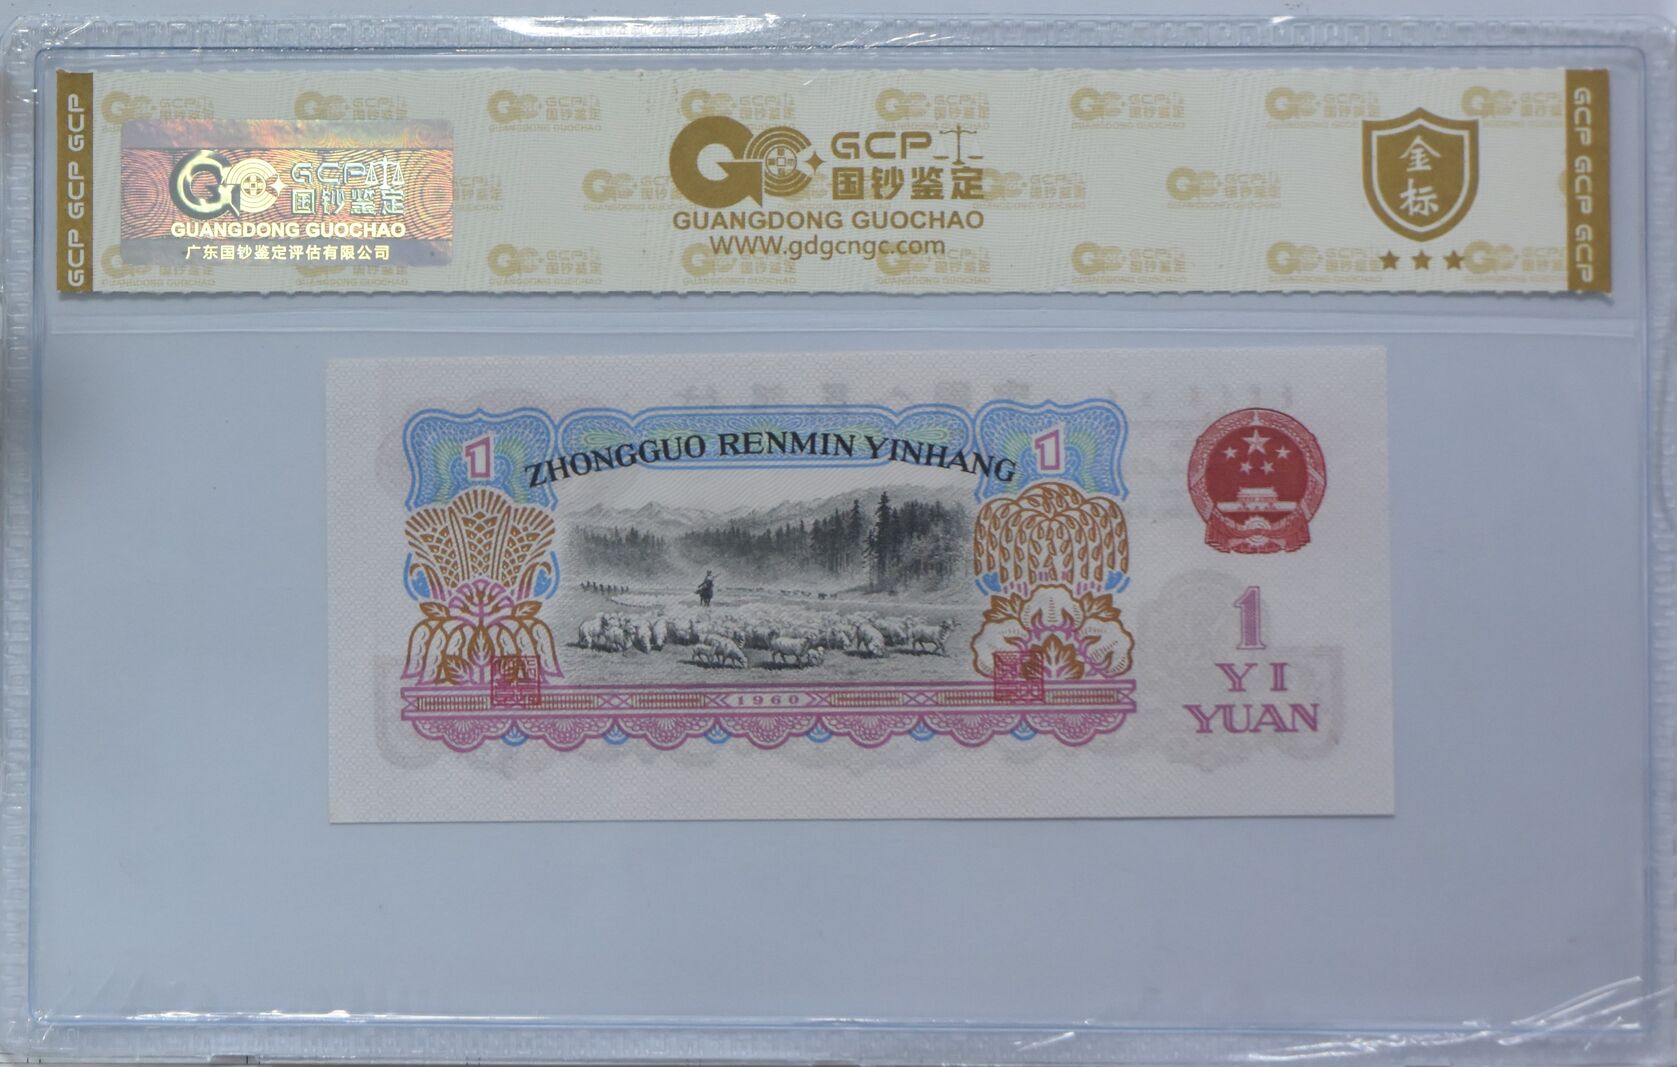 GCP GCP GCP
GCP
国钞鉴定
GUANGDONG GUOCHAO
广东国钞鉴定评估有限公司
GCP
国钞鉴定
GUANGDONG GUOCHAO
WWW.gdgcngc.com
金
标
GCP GCP GCP
ZHONGGUO RENMIN YINHANG
1
1
1960
1
YI
YUAN